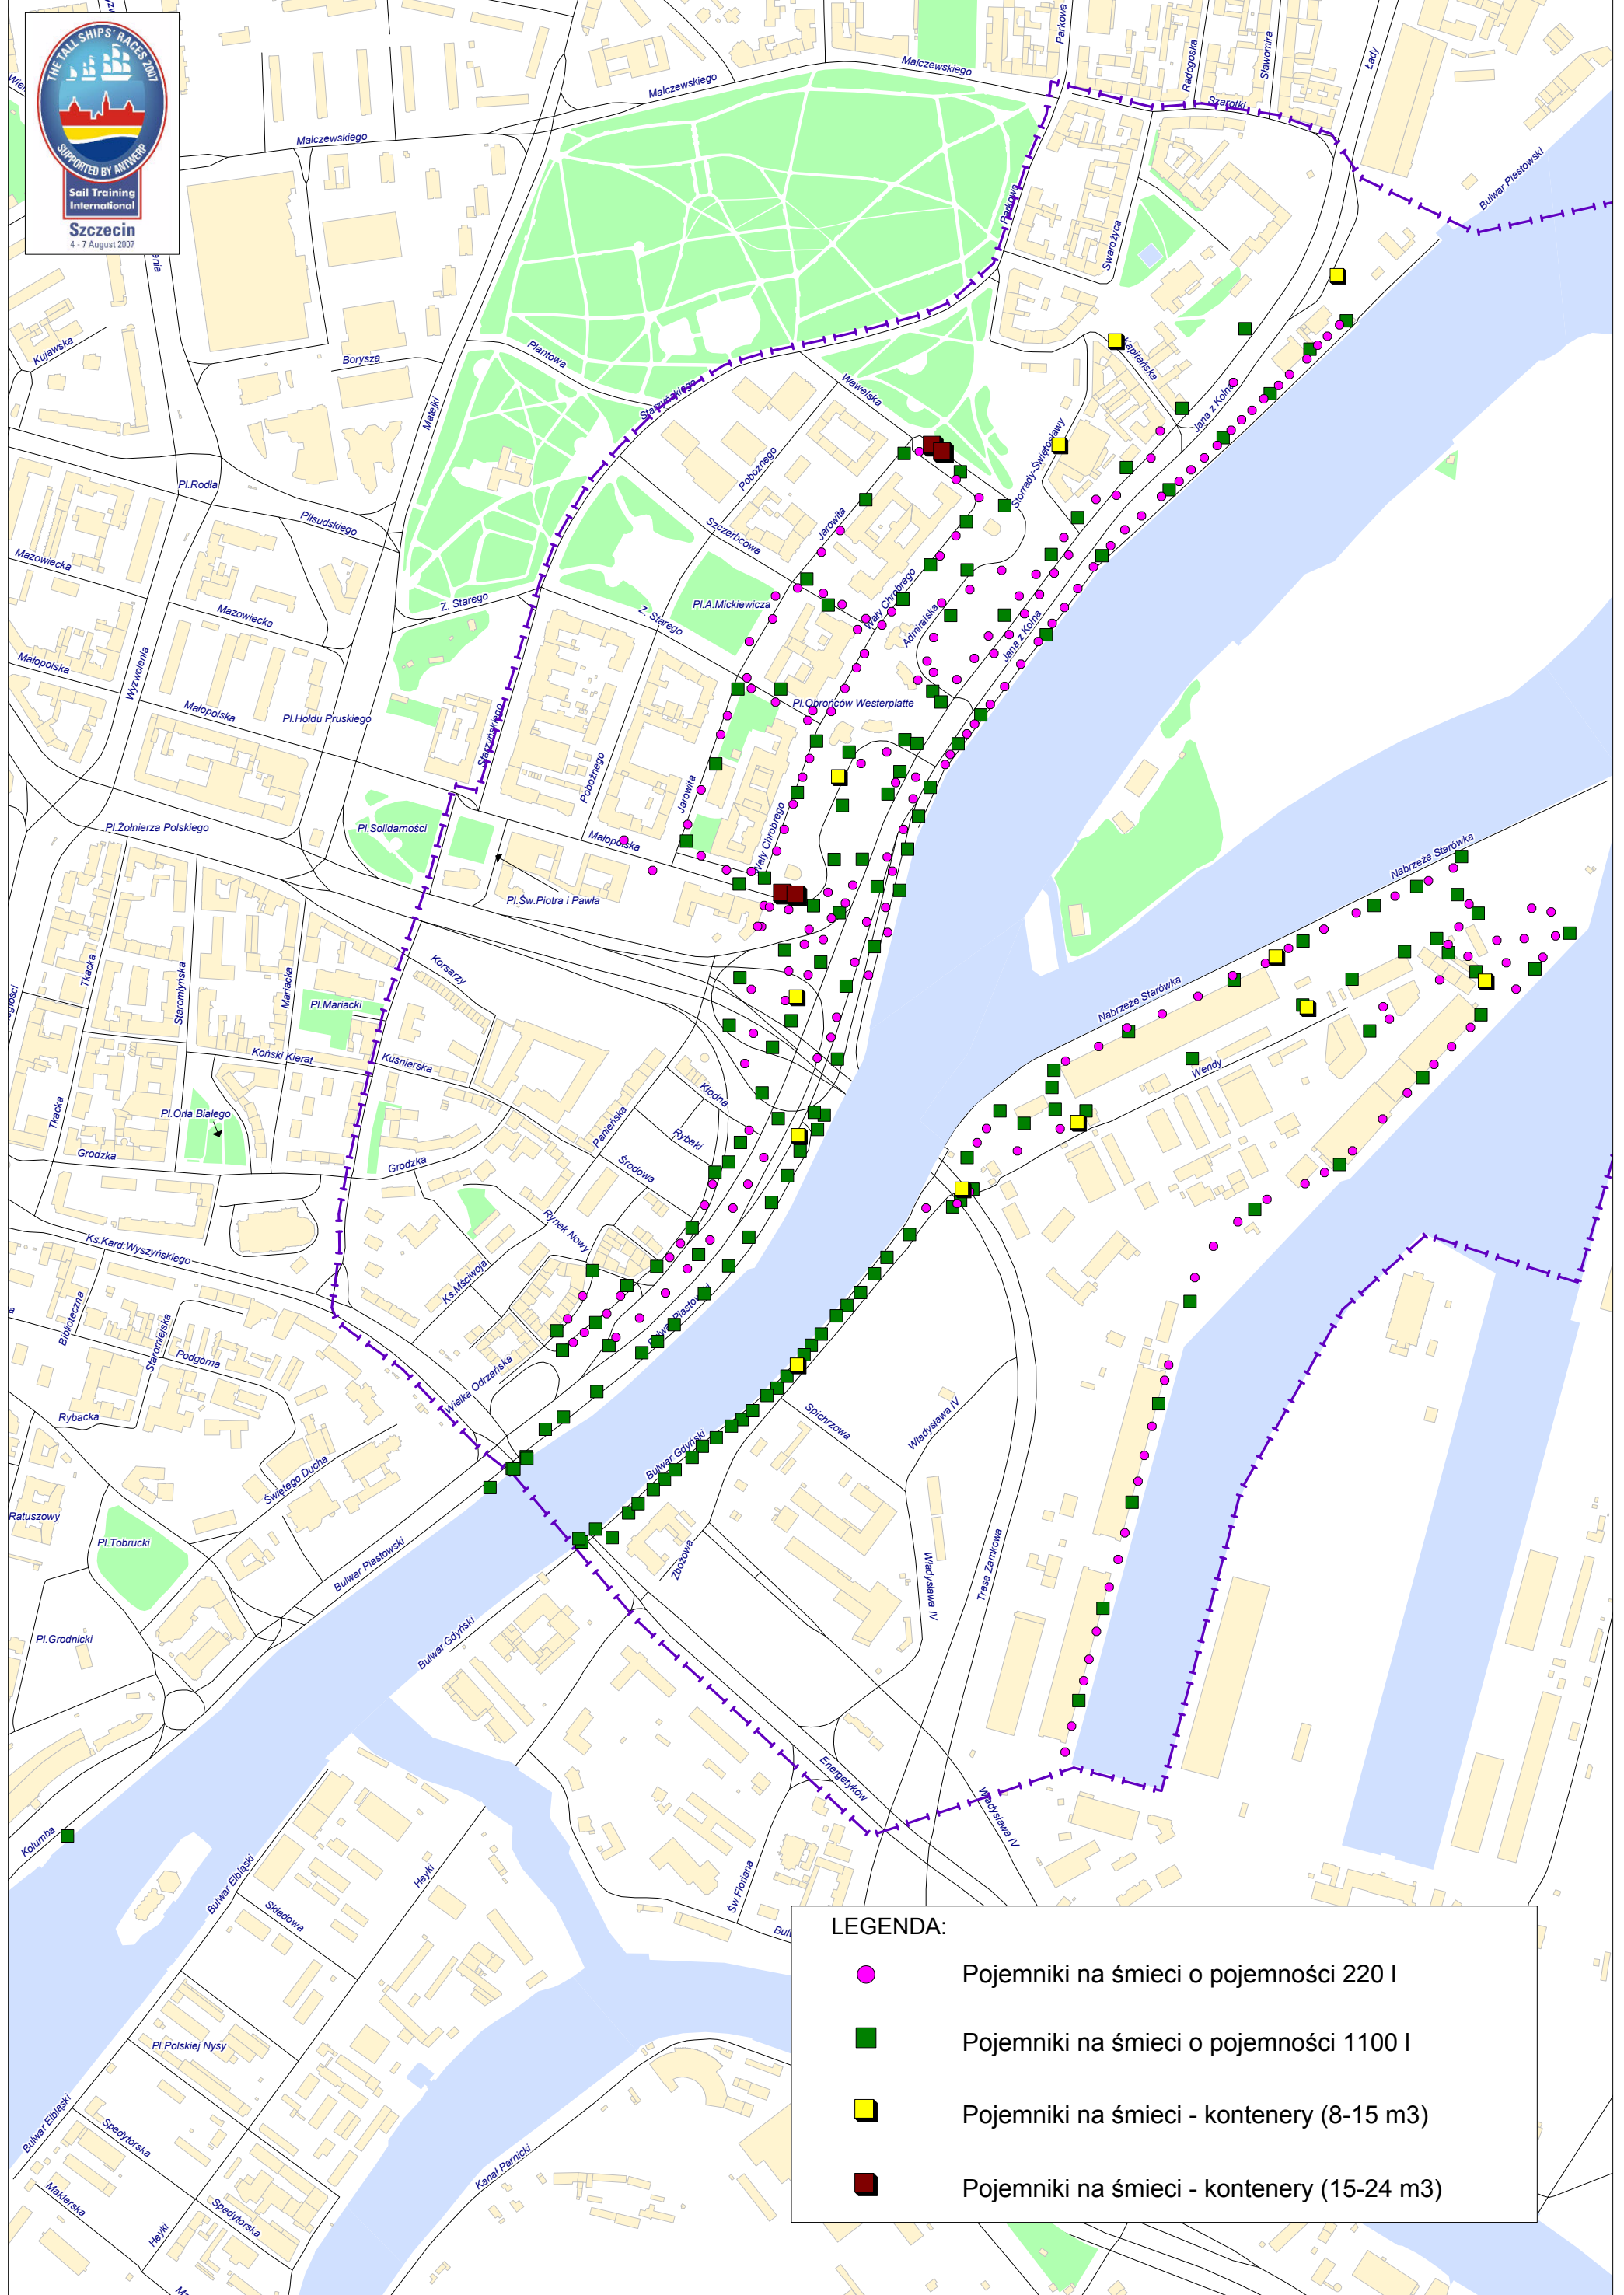 THE TALL SHIPS' RACES 2007
SUPPORTED BY ANTWERP
Sail Training
International
Szczecin
4 - 7 August 2007
Malczewskiego
Malczewskiego
Malczewskiego
Parkowa
Radogoska
Sławomira
Łady
Szarotki
Bulwar Piastowski
Parkowa
Swarożyca
Kujawska
Borysza
Matejki
Plantowa
Starzyńskiego
Wawelska
Kapitańska
Jana z Kolna
Storrady-Świętosławy
Pobożnego
Szczerbcowa
Jarowita
Pl.Rodła
Piłsudskiego
Mazowiecka
Mazowiecka
Z. Starego
Z. Starego
Pl.A.Mickiewicza
Wały Chrobrego
Admiralska
Jana z Kolna
Małopolska
Wyzwolenia
Małopolska
Pl.Hołdu Pruskiego
Starzyńskiego
Pl.Obrońców Westerplatte
Pobożnego
Jarowita
Pl.Żołnierza Polskiego
Pl.Solidarności
Małopolska
Wały Chrobrego
Nabrzeże Starówka
Pl.Św.Piotra i Pawła
Tkacka
Staromłyńska
Mariacka
Korsarzy
Pl.Mariacki
Nabrzeże Starówka
Koński Kierat
Kuśnierska
Wendy
Kłodna
Pl.Orła Białego
Tkacka
Panieńska
Rybaki
Grodzka
Grodzka
Środowa
Rynek Nowy
Ks.Kard.Wyszyńskiego
Ks.Mściwoja
Biblioteczna
Staromiejska
Podgórna
Bulwar Piastowski
Wielka Odrzańska
Rybacka
Spichrzowa
Władysława IV
Bulwar Gdyński
Świętego Ducha
Ratuszowy
Pl.Tobrucki
Bulwar Piastowski
Zbożowa
Władysława IV
Trasa Zamkowa
Pl.Grodnicki
Bulwar Gdyński
Energetyków
Władysława IV
Kolumba
Bulwar Elbląski
Heyki
Św.Floriana
Składowa
Bul
LEGENDA:
Pojemniki na śmieci o pojemności 220 l
Pojemniki na śmieci o pojemności 1100 l
Pojemniki na śmieci - kontenery (8-15 m3)
Pojemniki na śmieci - kontenery (15-24 m3)
Pl.Polskiej Nysy
Bulwar Elbląski
Spedytorska
Kanał Parnicki
Maklerska
Heyki
Spedytorska